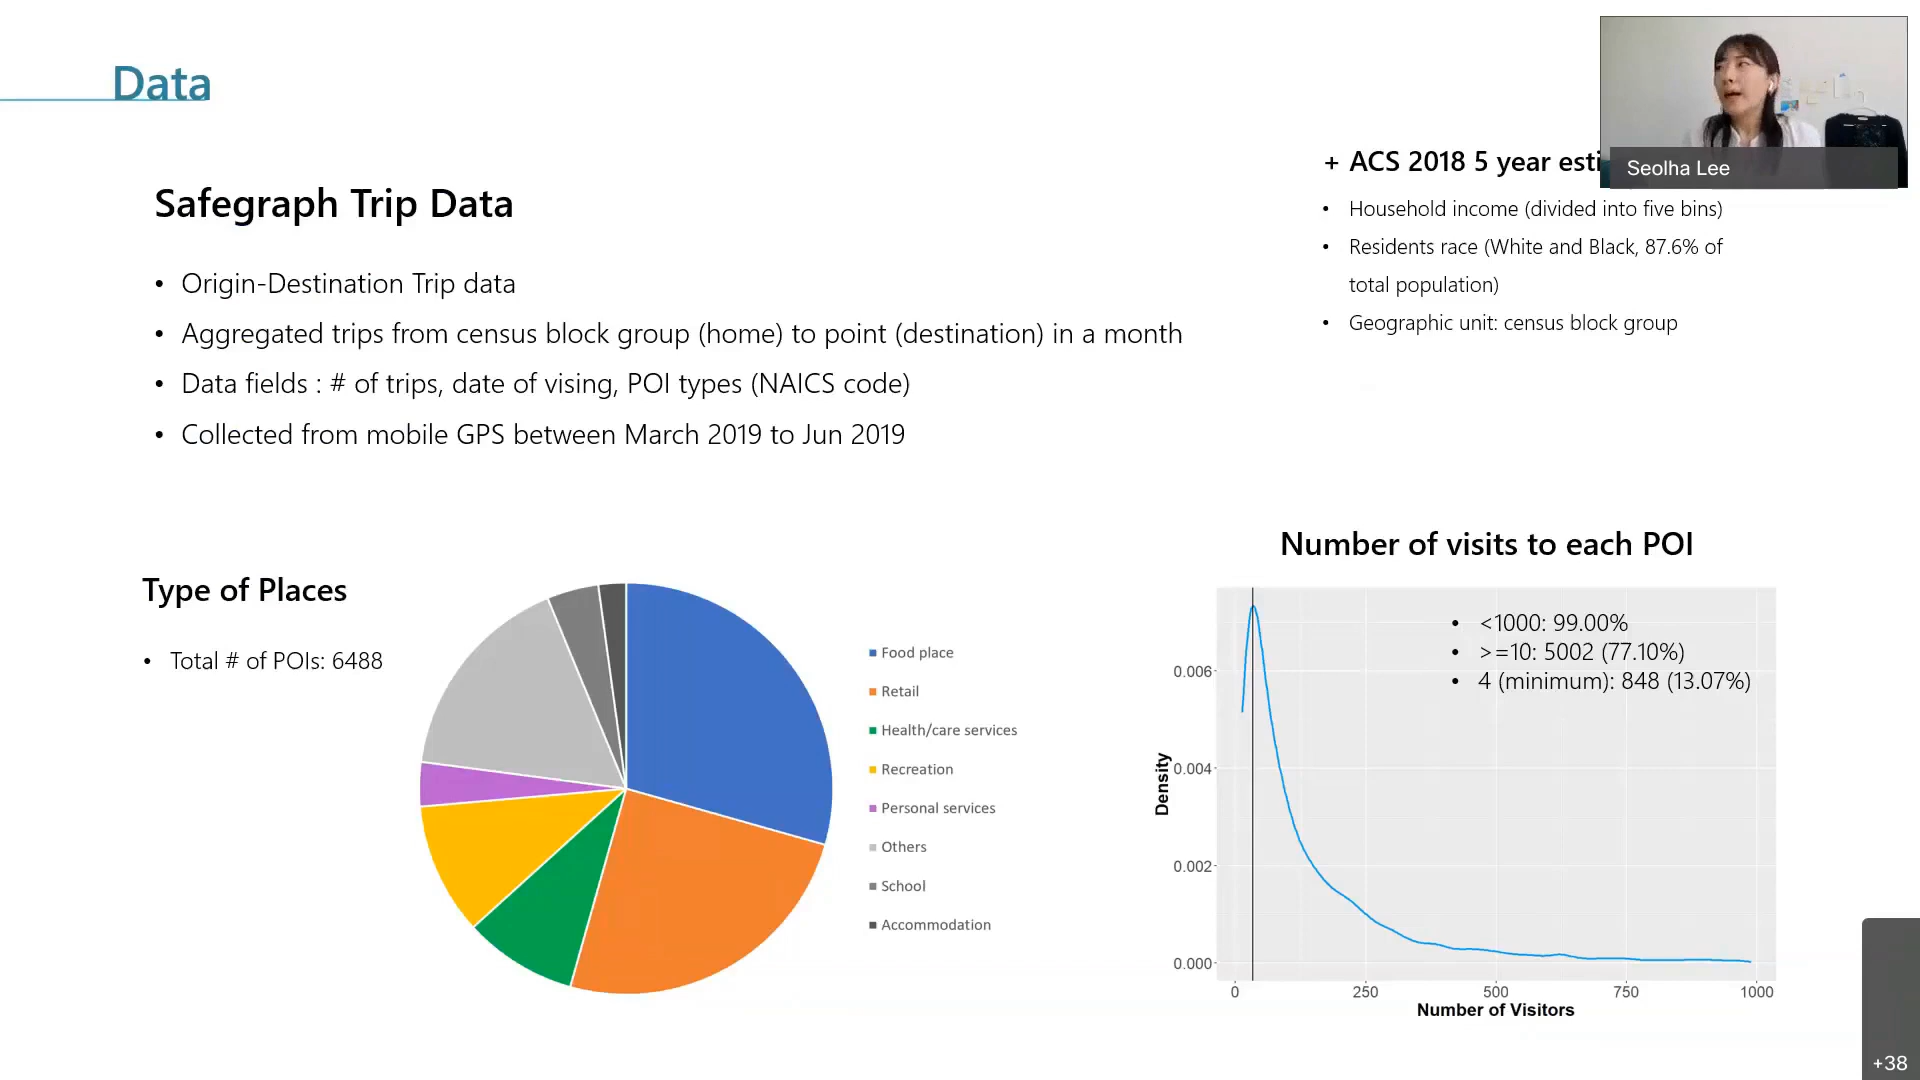 Data
Safegraph Trip Data
• Origin-Destination Trip data
• Aggregated trips from census block group (home) to point (destination) in a month
• Data fields : # of trips, date of vising, POI types (NAICS code)
• Collected from mobile GPS between March 2019 to Jun 2019
+ ACS 2018 5 year esti
• Household income (divided into five bins)
• Residents race (White and Black, 87.6% of
total population)
• Geographic unit: census block group
Seolha Lee
Type of Places
• Total # of POIs: 6488
Food place
Retail
Health/care services
Recreation
Personal services
Others
School
Accommodation
Number of visits to each POI
• <1000: 99.00%
• >=10: 5002 (77.10%)
• 4 (minimum): 848 (13.07%)
Density
0.006
0.004
0.002
0.000
0 250 500 750 1000
Number of Visitors
+38